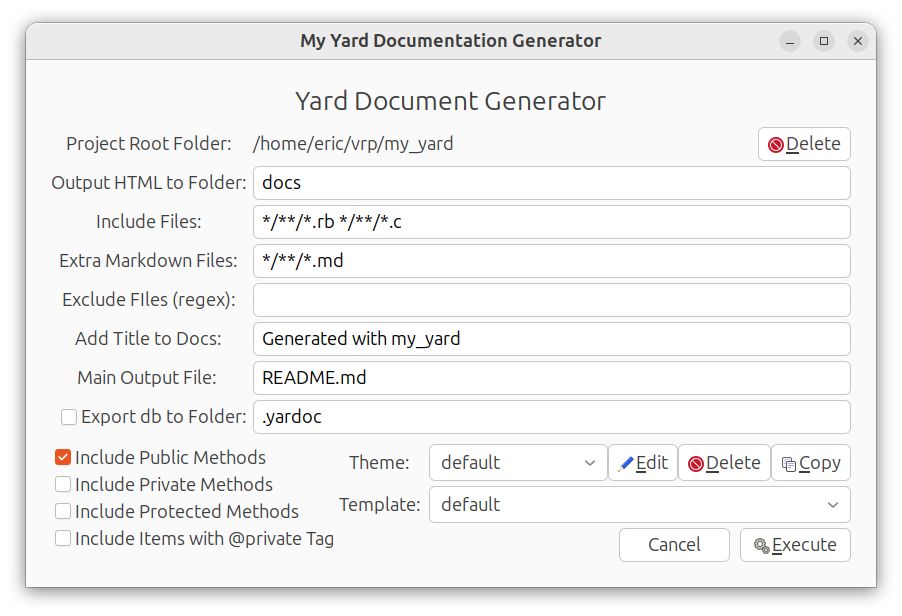 My Yard Documentation Generator
Yard Document Generator
Project Root Folder: /home/eric/vrp/my_yard Delete
Output HTML to Folder: docs
Include Files: */**/*.rb */**/*.c
Extra Markdown Files: */**/*.md
Exclude FIles (regex):
Add Title to Docs: Generated with my_yard
Main Output File: README.md
Export db to Folder: .yardoc
Include Public Methods Theme: default Edit Delete Copy
Include Private Methods
Include Protected Methods Template: default
Include Items with @private Tag
Cancel Execute